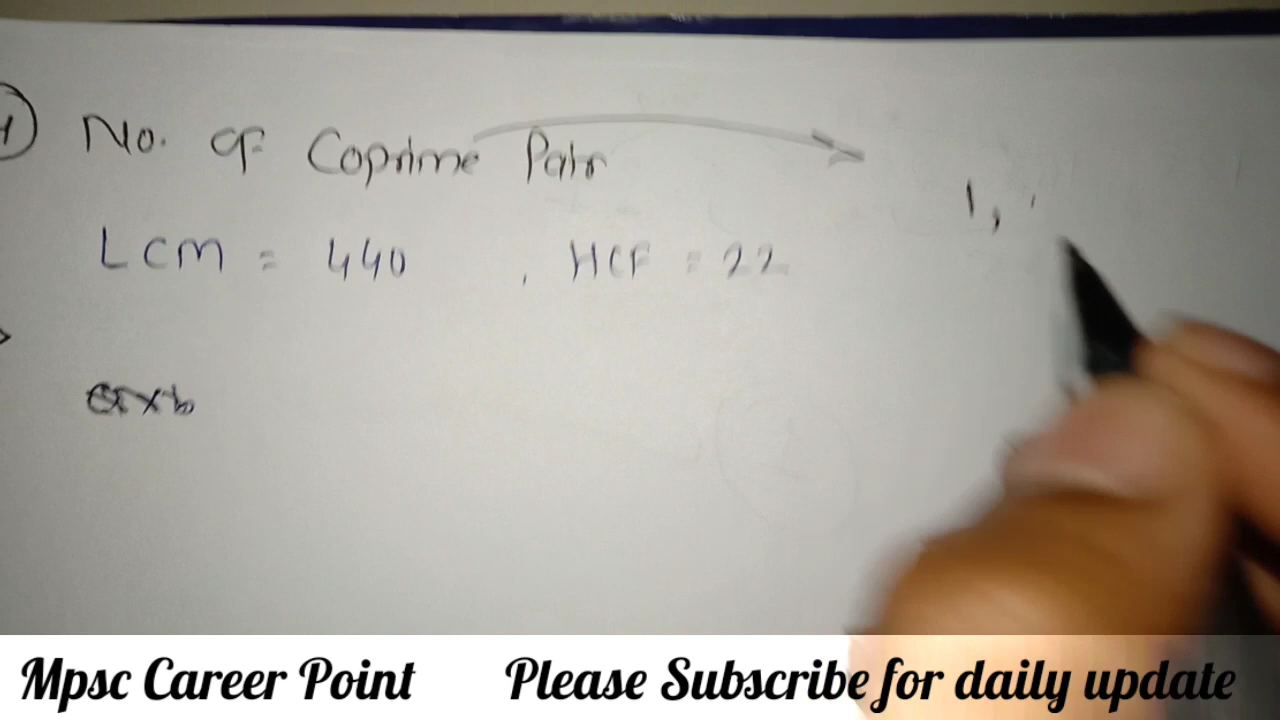 No. of Coprime Pair
1,
LCM = 440 , HCF = 22
a×b
Mpsc Career Point Please Subscribe for daily update